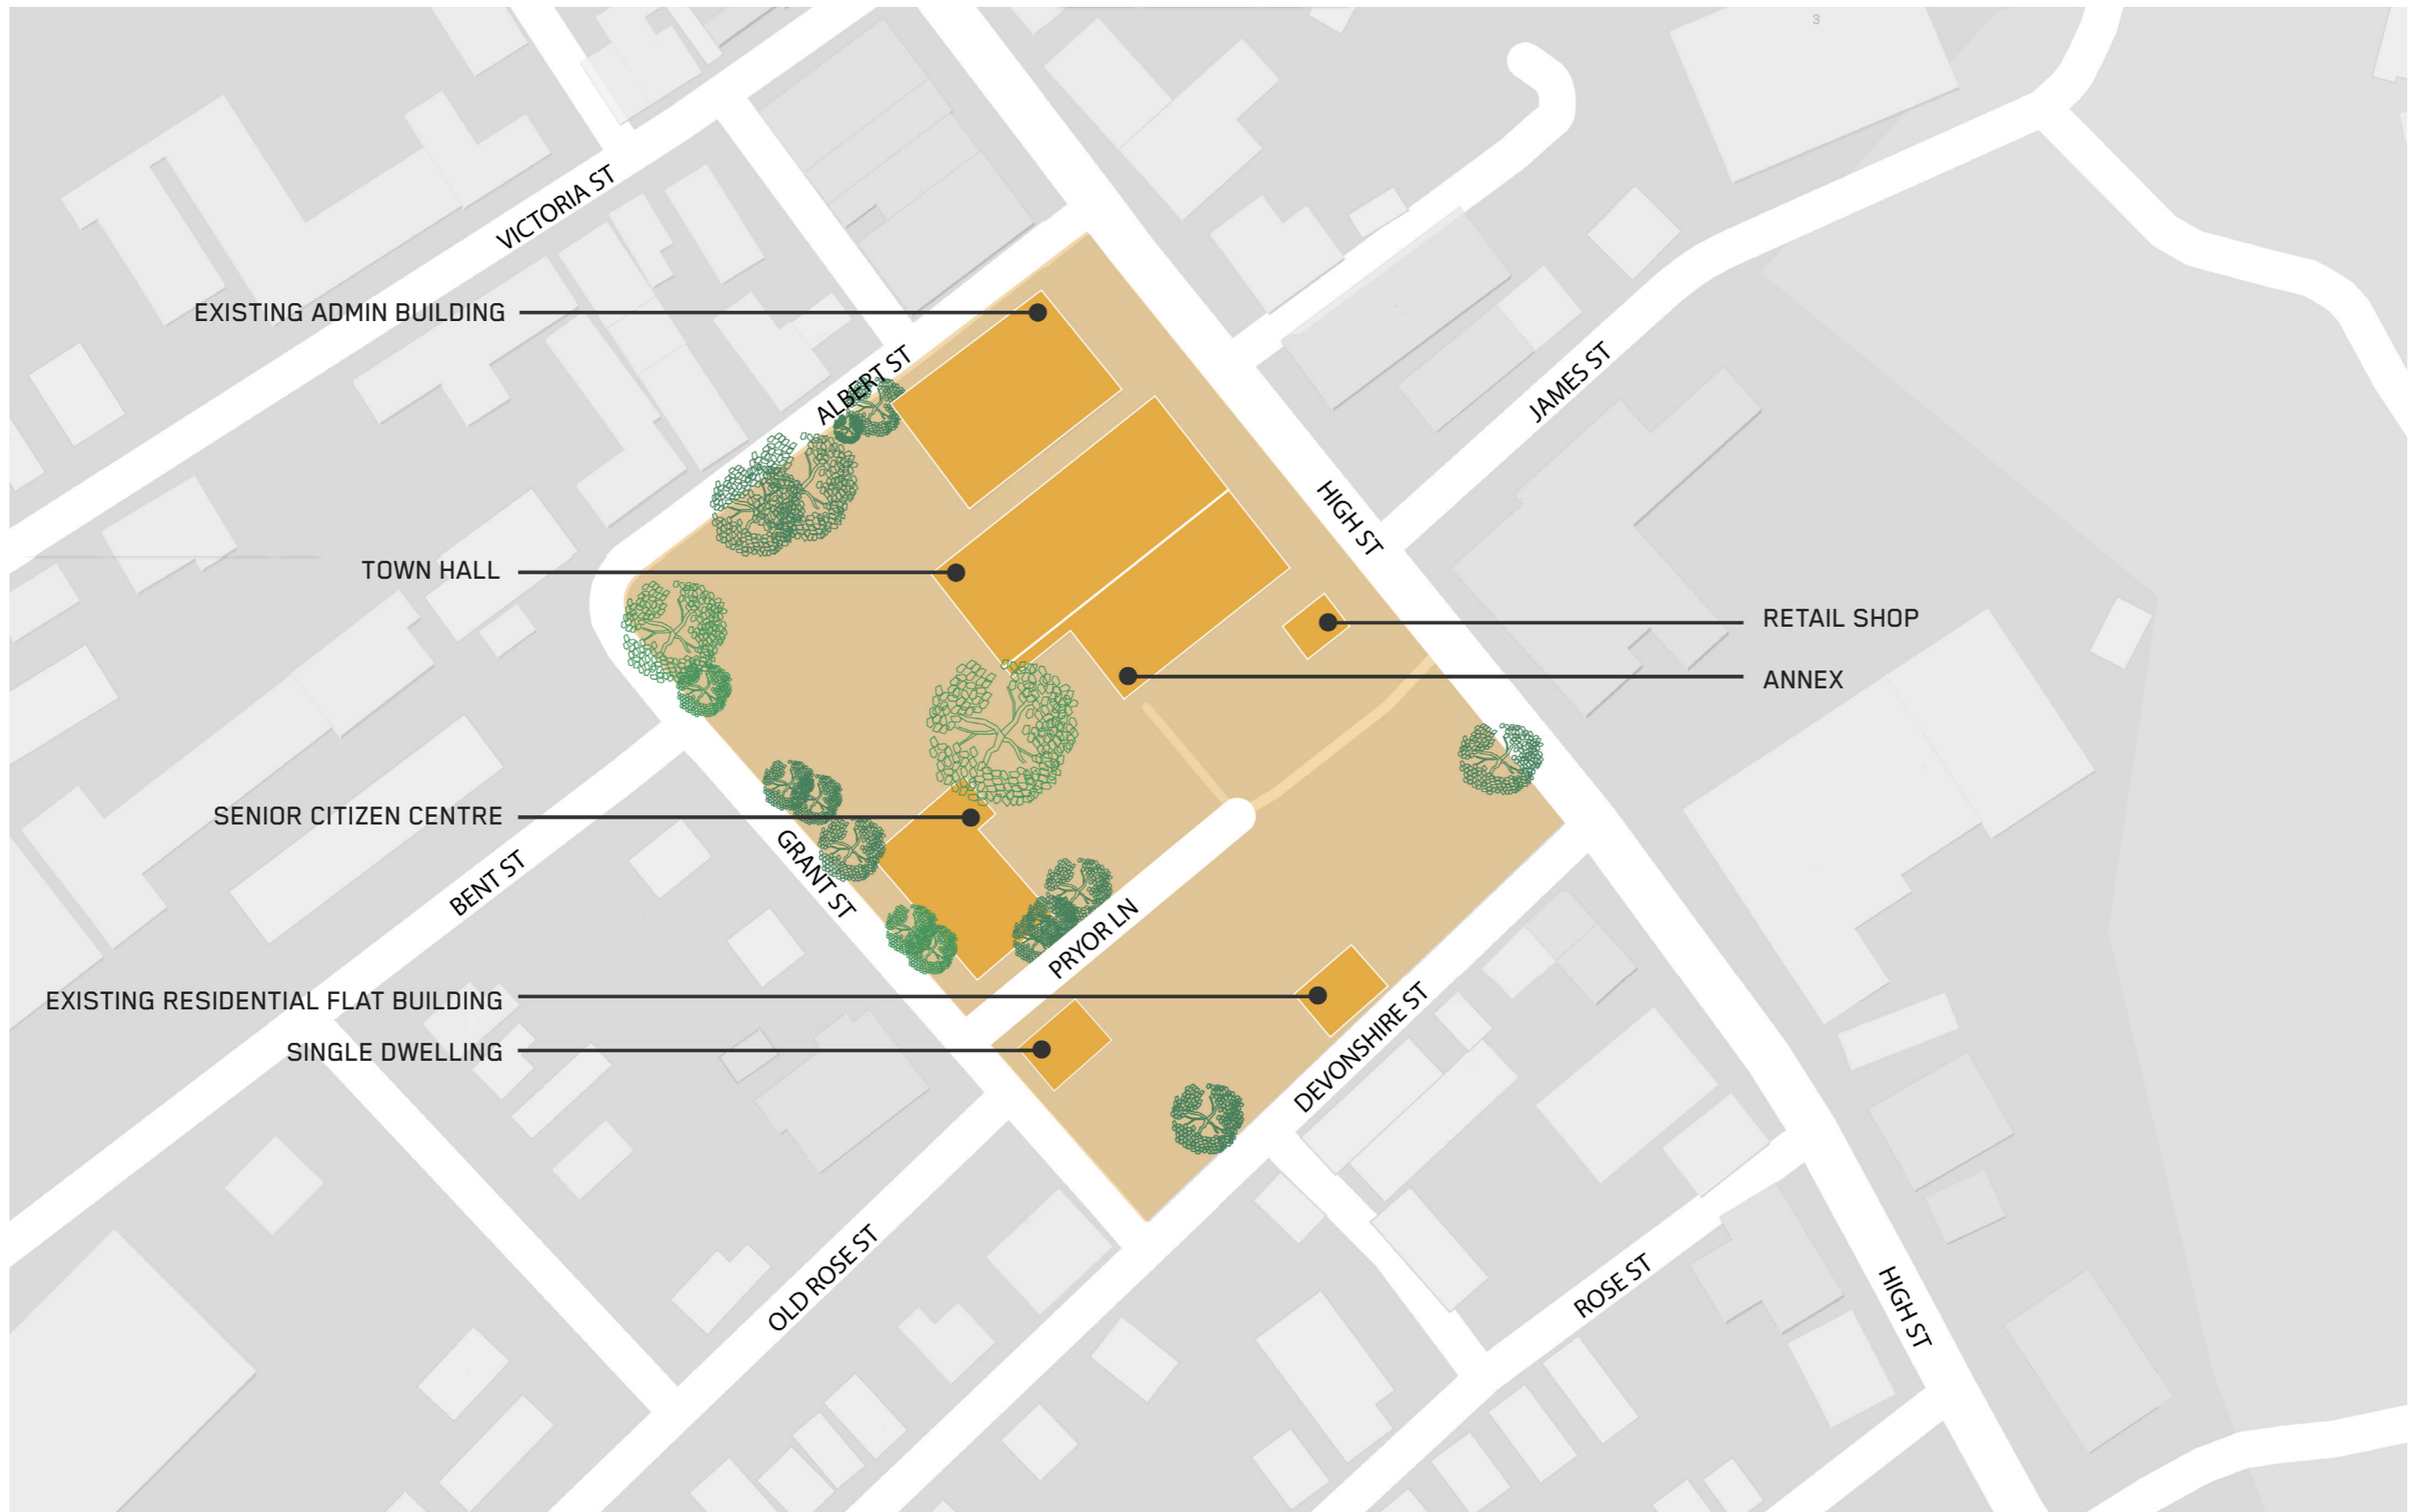 3
VICTORIA ST
EXISTING ADMIN BUILDING
ALBERT ST
JAMES ST
HIGH ST
TOWN HALL
RETAIL SHOP
ANNEX
SENIOR CITIZEN CENTRE
GRANT ST
BENT ST
PRYOR LN
EXISTING RESIDENTIAL FLAT BUILDING
SINGLE DWELLING
DEVONSHIRE ST
OLD ROSE ST
ROSE ST
HIGH ST